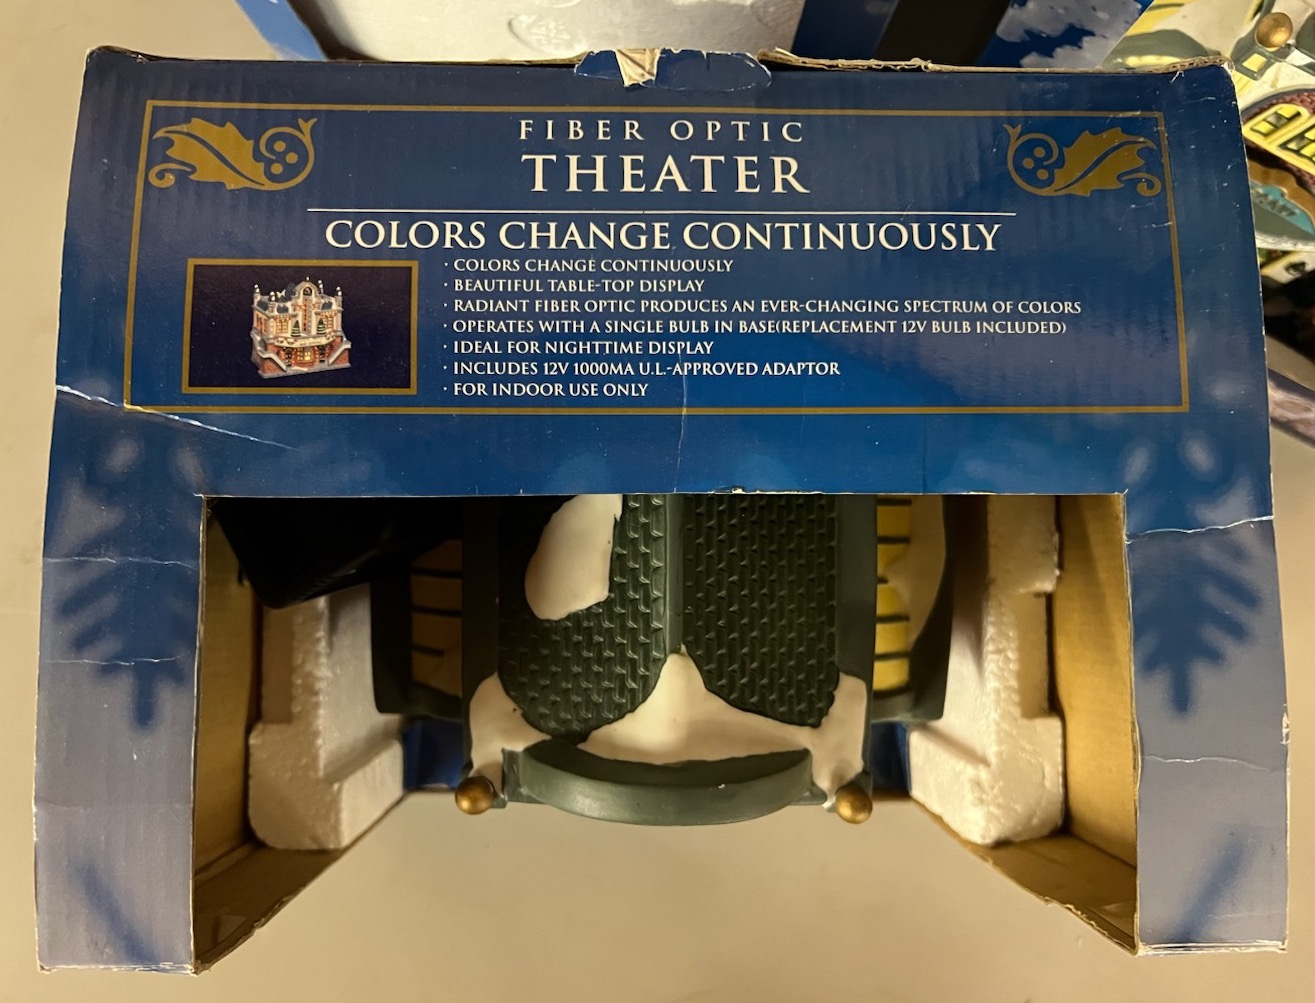 FIBER OPTIC
THEATER
COLORS CHANGE CONTINUOUSLY
· COLORS CHANGE CONTINUOUSLY
· BEAUTIFUL TABLE-TOP DISPLAY
· RADIANT FIBER OPTIC PRODUCES AN EVER-CHANGING SPECTRUM OF COLORS
· OPERATES WITH A SINGLE BULB IN BASE(REPLACEMENT 12V BULB INCLUDED)
· IDEAL FOR NIGHTTIME DISPLAY
· INCLUDES 12V 1000MA U.L.-APPROVED ADAPTOR
· FOR INDOOR USE ONLY